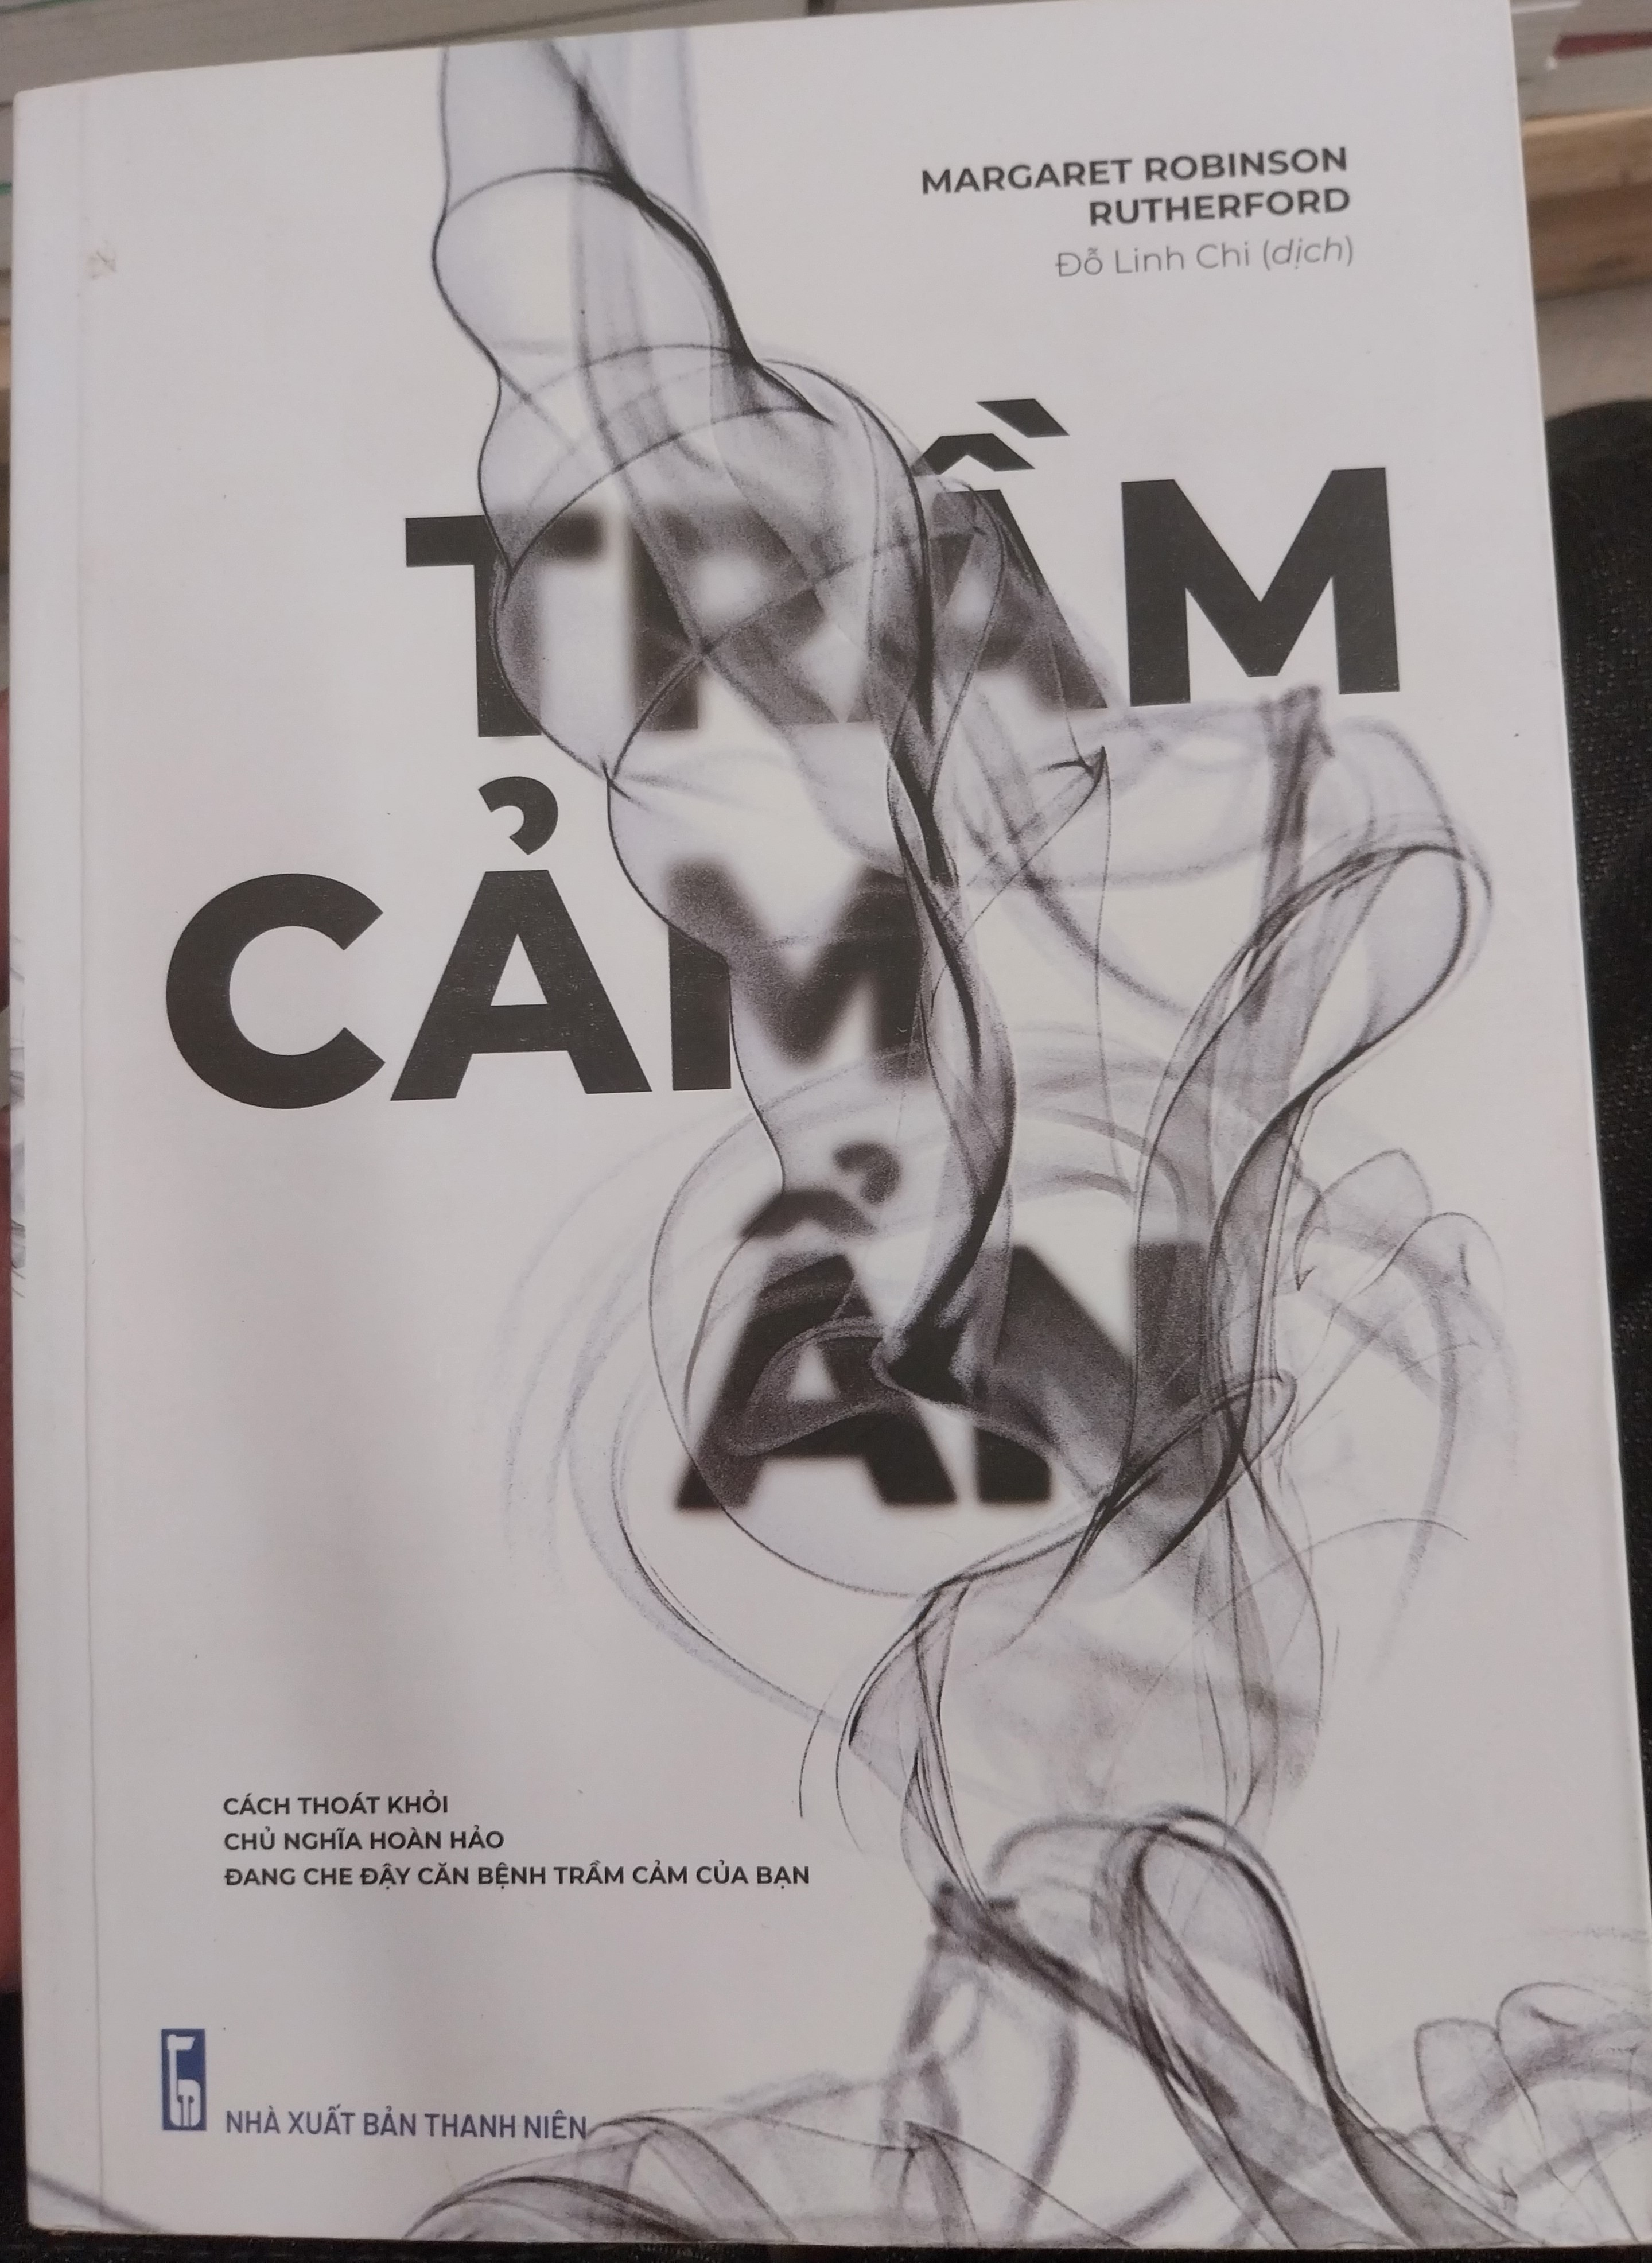 MARGARET ROBINSON
RUTHERFORD
Đỗ Linh Chi (dịch)
TRẦM
CẢM
ẨN
CÁCH THOÁT KHỎI
CHỦ NGHĨA HOÀN HẢO
ĐANG CHE ĐẬY CĂN BỆNH TRẦM CẢM CỦA BẠN
NHÀ XUẤT BẢN THANH NIÊN